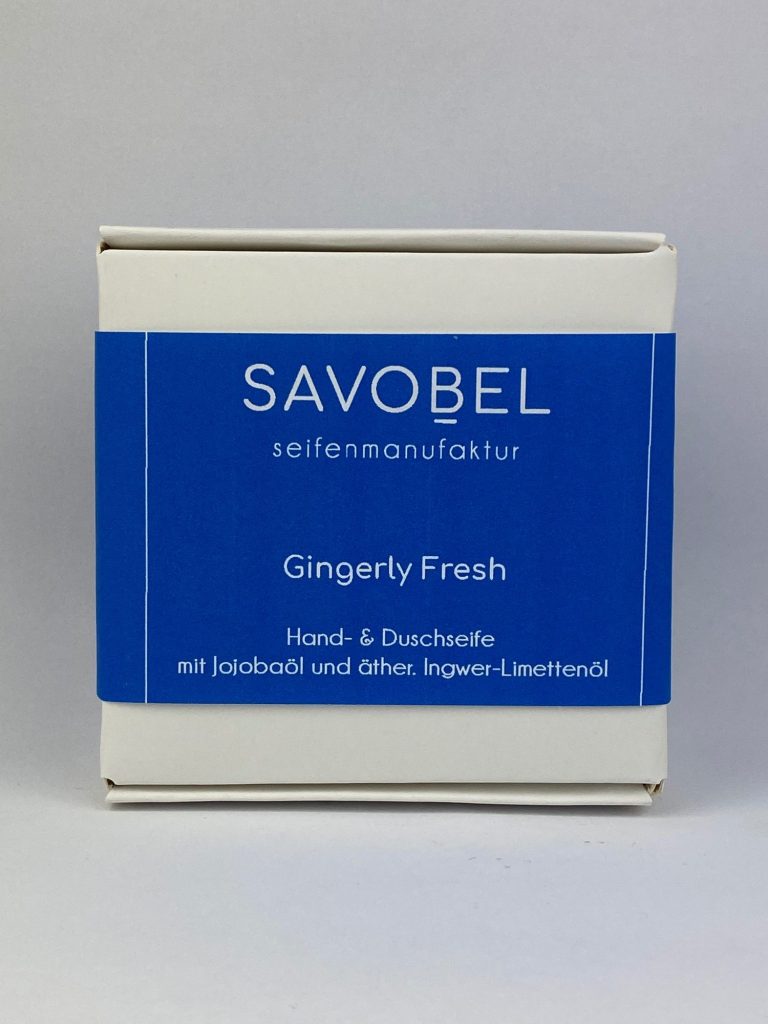 SAVOBEL
seifenmanufaktur
Gingerly Fresh
Hand- & Duschseife
mit Jojobaöl und äther. Ingwer-Limettenöl